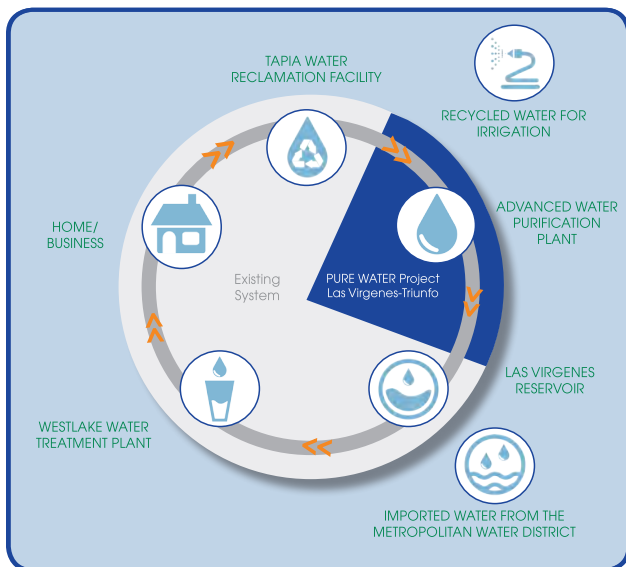 TAPIA WATER
RECLAMATION FACILITY
RECYCLED WATER FOR
IRRIGATION
ADVANCED WATER
PURIFICATION
PLANT
HOME/
BUSINESS
Existing
System
PURE WATER Project
Las Virgenes-Triunfo
LAS VIRGENES
RESERVOIR
WESTLAKE WATER
TREATMENT PLANT
IMPORTED WATER FROM THE
METROPOLITAN WATER DISTRICT